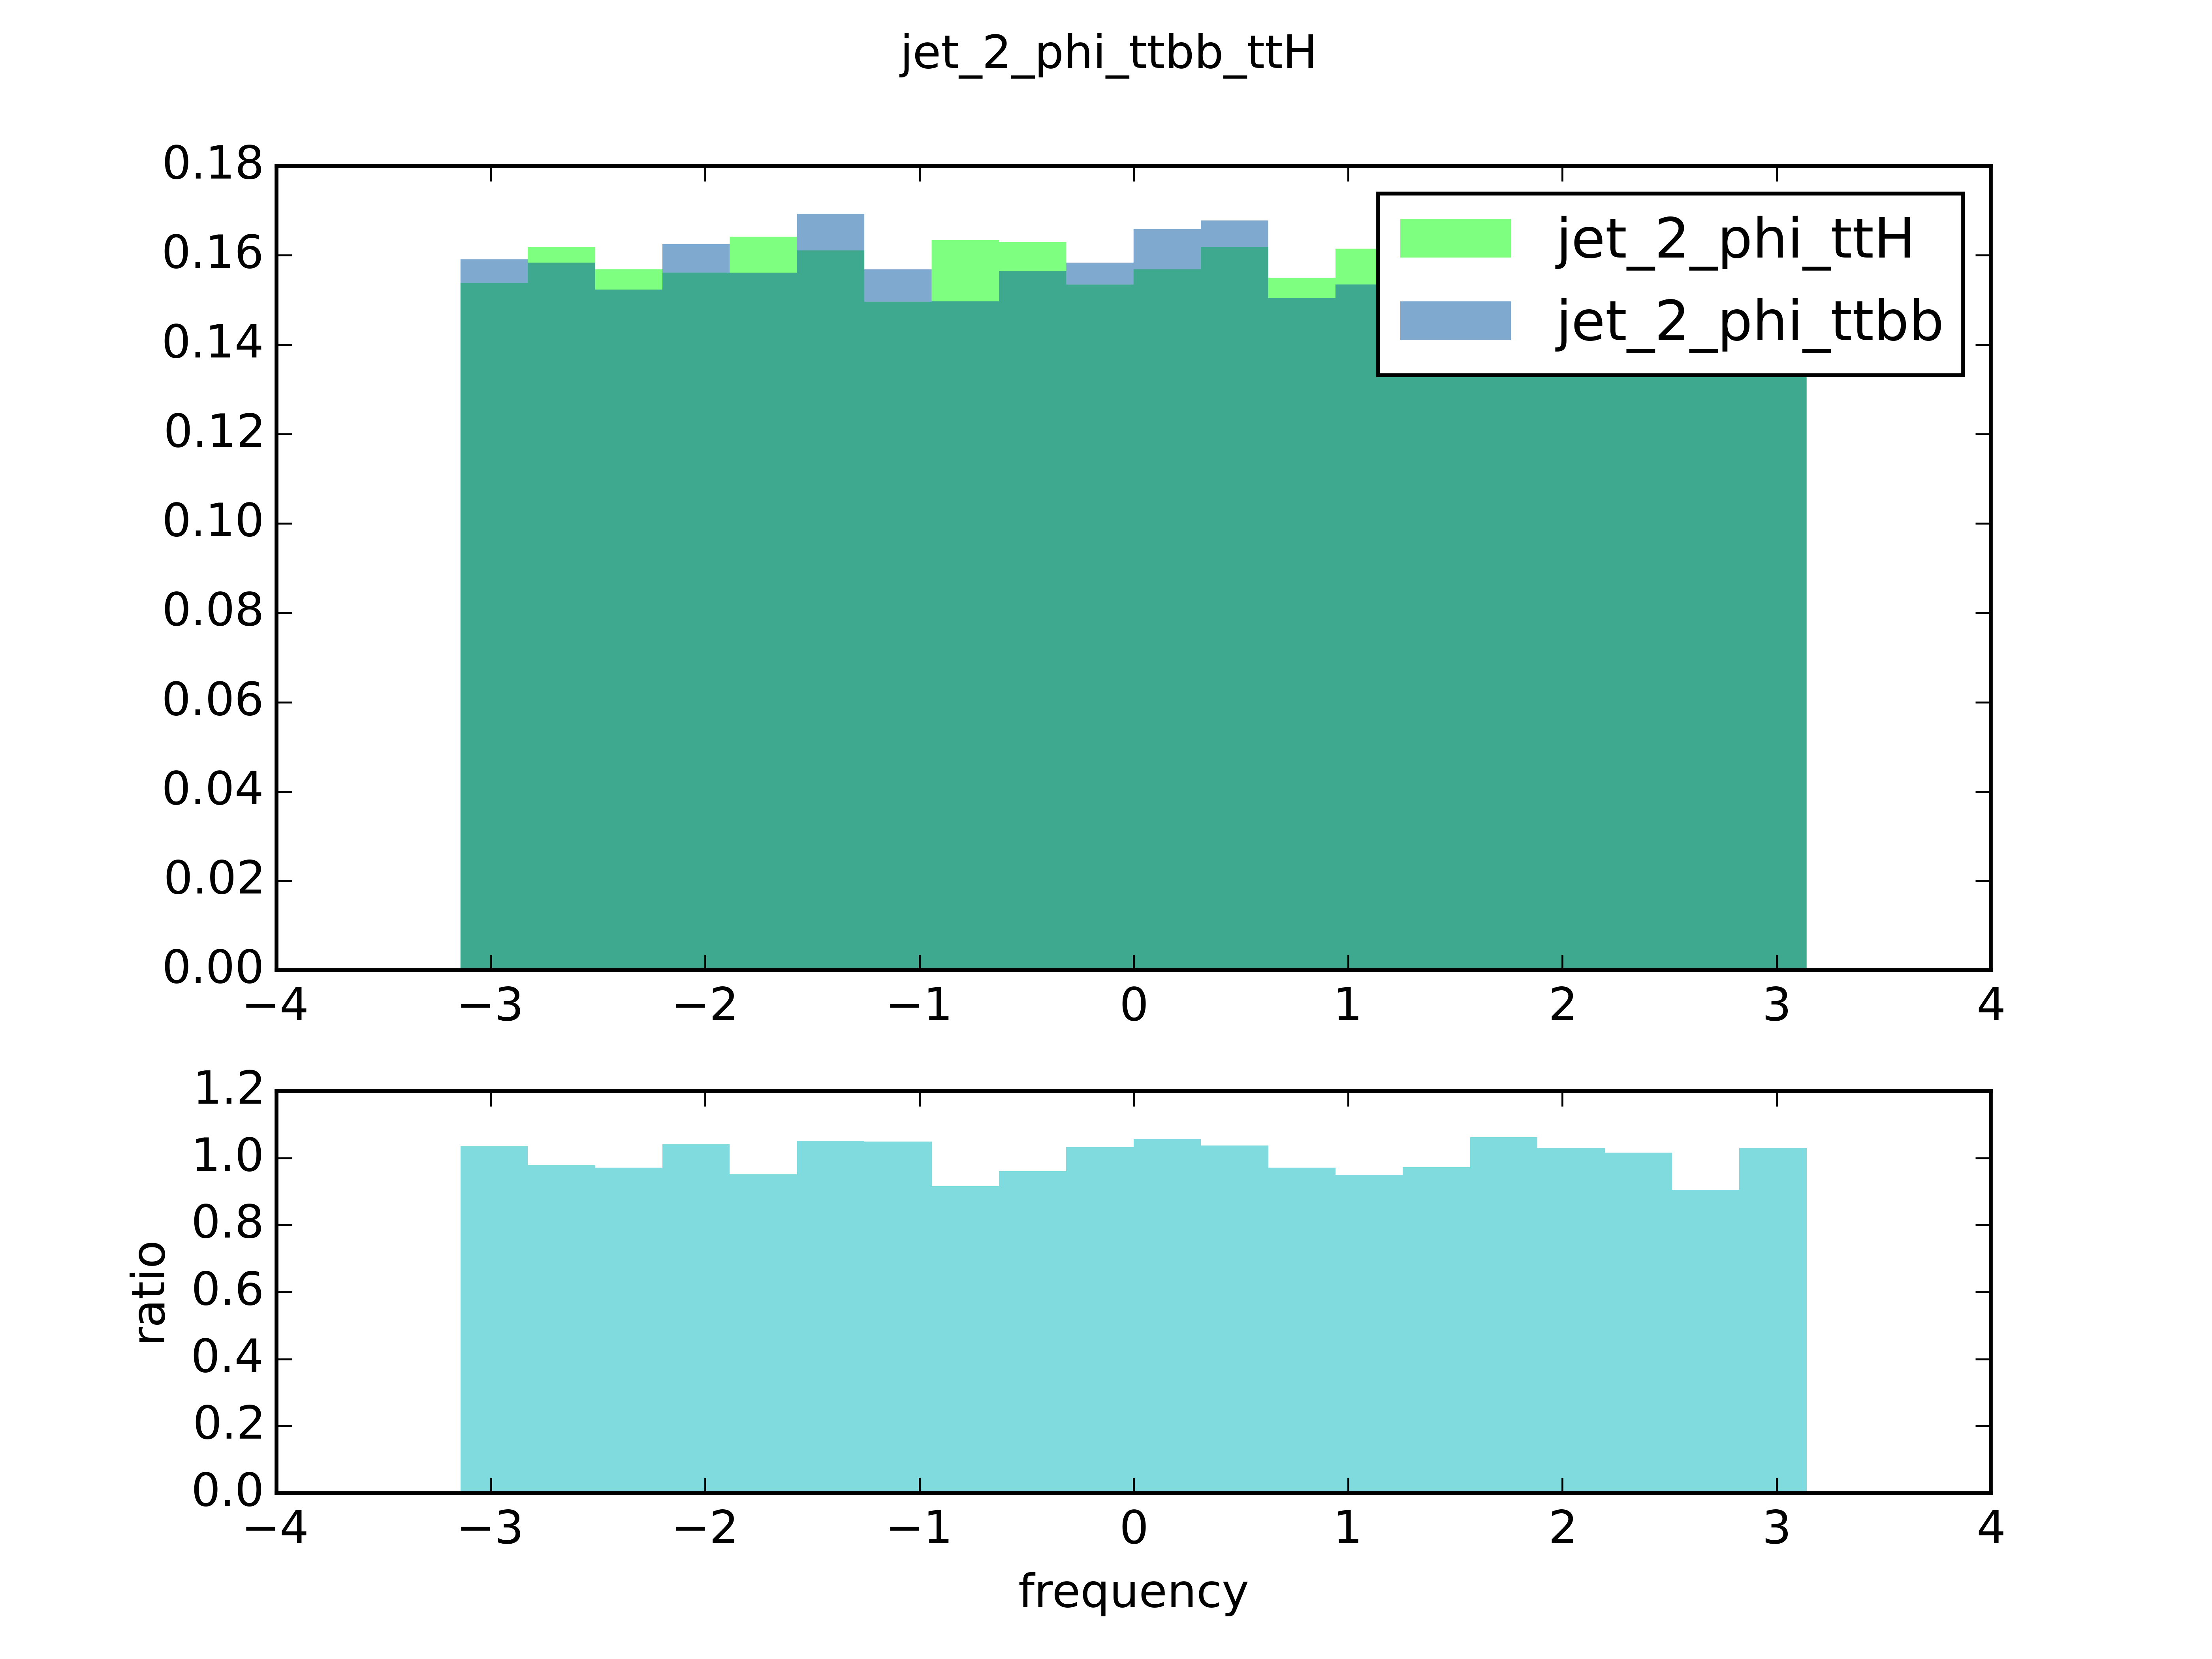 jet_2_phi_ttbb_ttH
0.18
0.16
0.14
0.12
0.10
0.08
0.06
0.04
0.02
0.00
jet_2_phi_ttH
jet_2_phi_ttbb
−4 −3 −2 −1 0 1 2 3 4
1.2
1.0
0.8
0.6
0.4
0.2
0.0
ratio
−4 −3 −2 −1 0 1 2 3 4
frequency